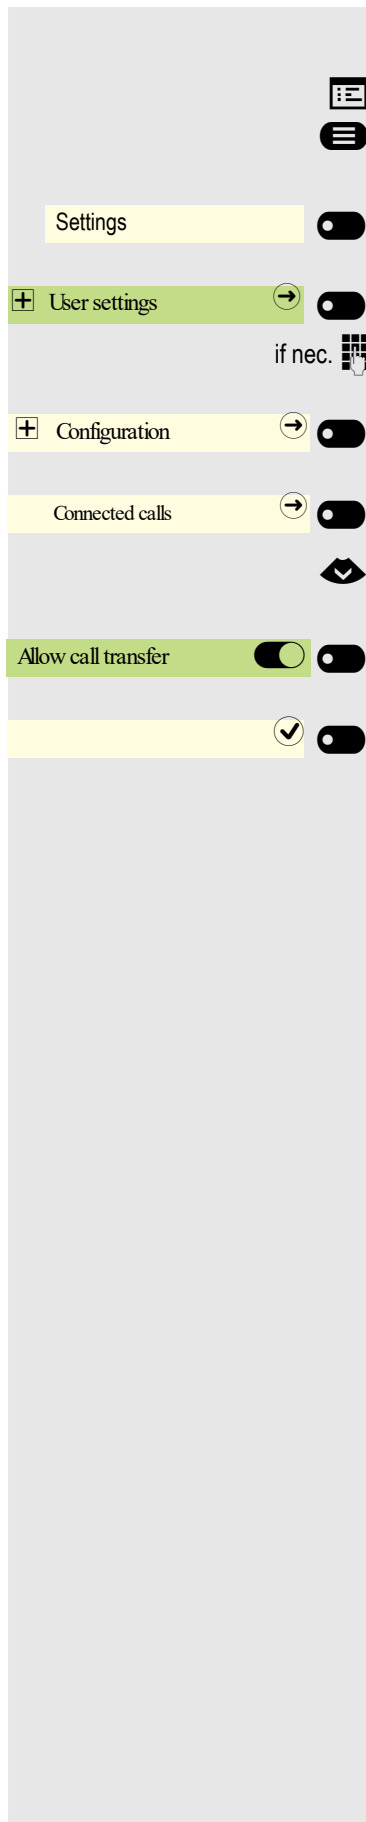 Settings
User settings
if nec.
Configuration
Connected calls
Allow call transfer